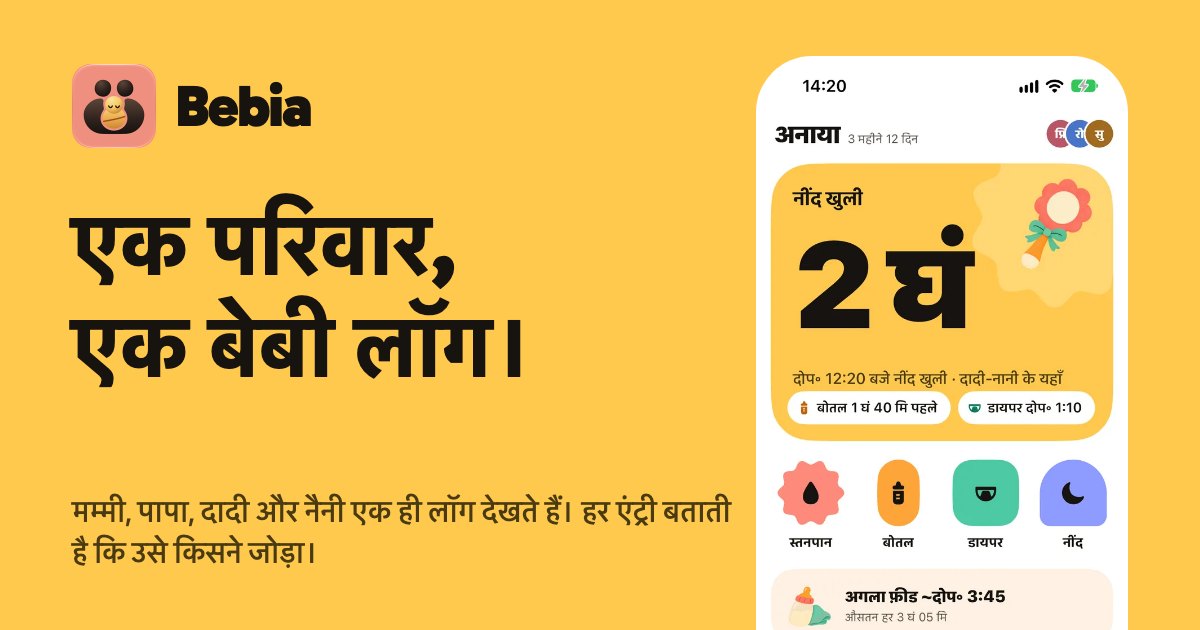 Bebia
एक परिवार,
एक बेबी लॉग।
मम्मी, पापा, दादी और नैनी एक ही लॉग देखते हैं। हर एंट्री बताती
है कि उसे किसने जोड़ा।
14:20
अनाया 3 महीने 12 दिन
प्रि रो सु
नींद खुली
2 घं
दोप॰ 12:20 बजे नींद खुली · दादी-नानी के यहाँ
बोतल 1 घं 40 मि पहले डायपर दोप॰ 1:10
स्तनपान बोतल डायपर नींद
अगला फ़ीड ~दोप॰ 3:45
औसतन हर 3 घं 05 मि